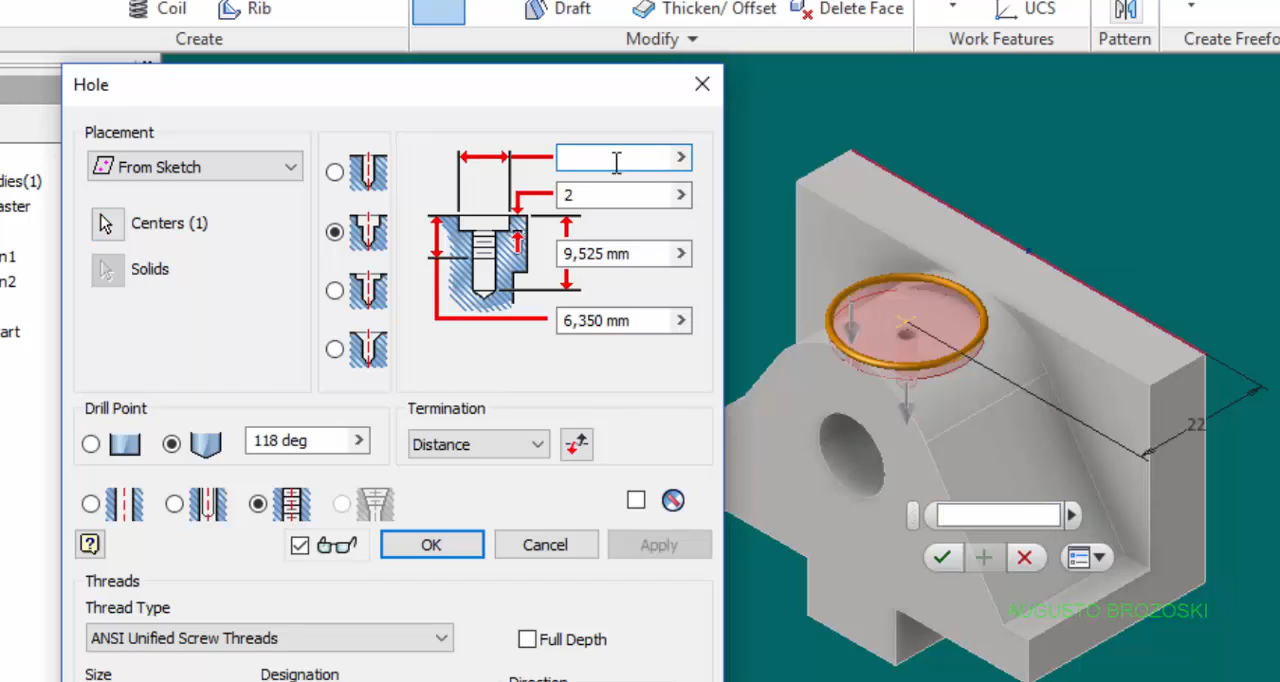 Coil
Rib
Draft
Thicken/ Offset
Delete Face
UCS
Create
Modify
Work Features
Pattern
Create Freefo
Hole
Placement
From Sketch
Centers (1)
Solids
2
9,525 mm
6,350 mm
dies(1)
aster
n1
n2
art
Drill Point
118 deg
Termination
Distance
OK
Cancel
Apply
Threads
Thread Type
ANSI Unified Screw Threads
Full Depth
Size
Designation
Direction
22
AUGUSTO BROZOSKI